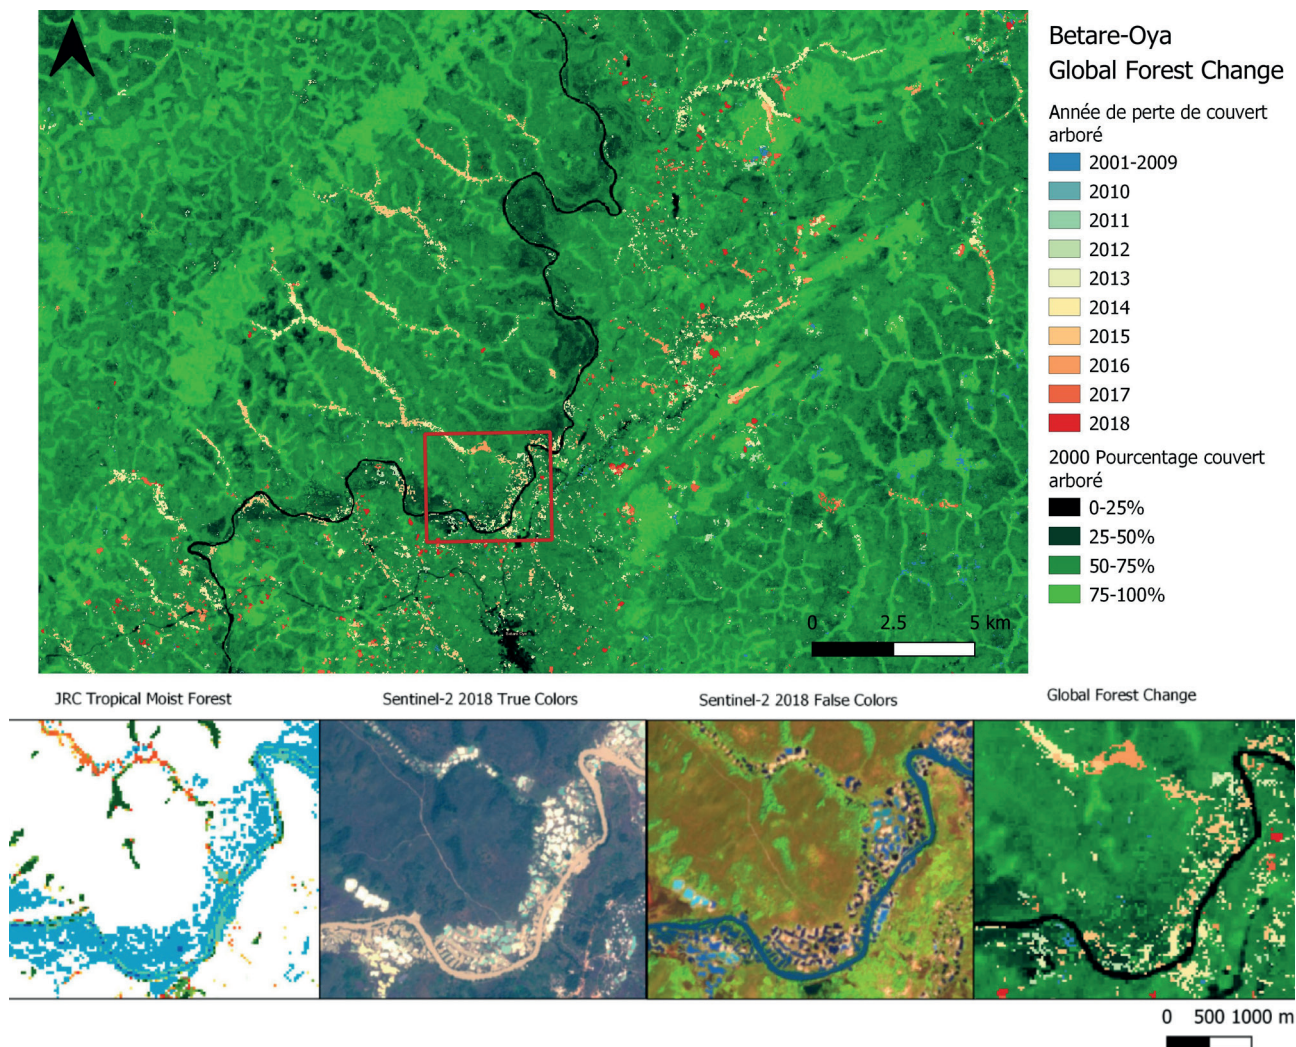 Betare-Oya
Global Forest Change
Année de perte de couvert
arboré
2001-2009
2010
2011
2012
2013
2014
2015
2016
2017
2018
2000 Pourcentage couvert
arboré
0-25%
25-50%
50-75%
75-100%
0 2.5 5 km
JRC Tropical Moist Forest
Sentinel-2 2018 True Colors
Sentinel-2 2018 False Colors
Global Forest Change
0 500 1000 m